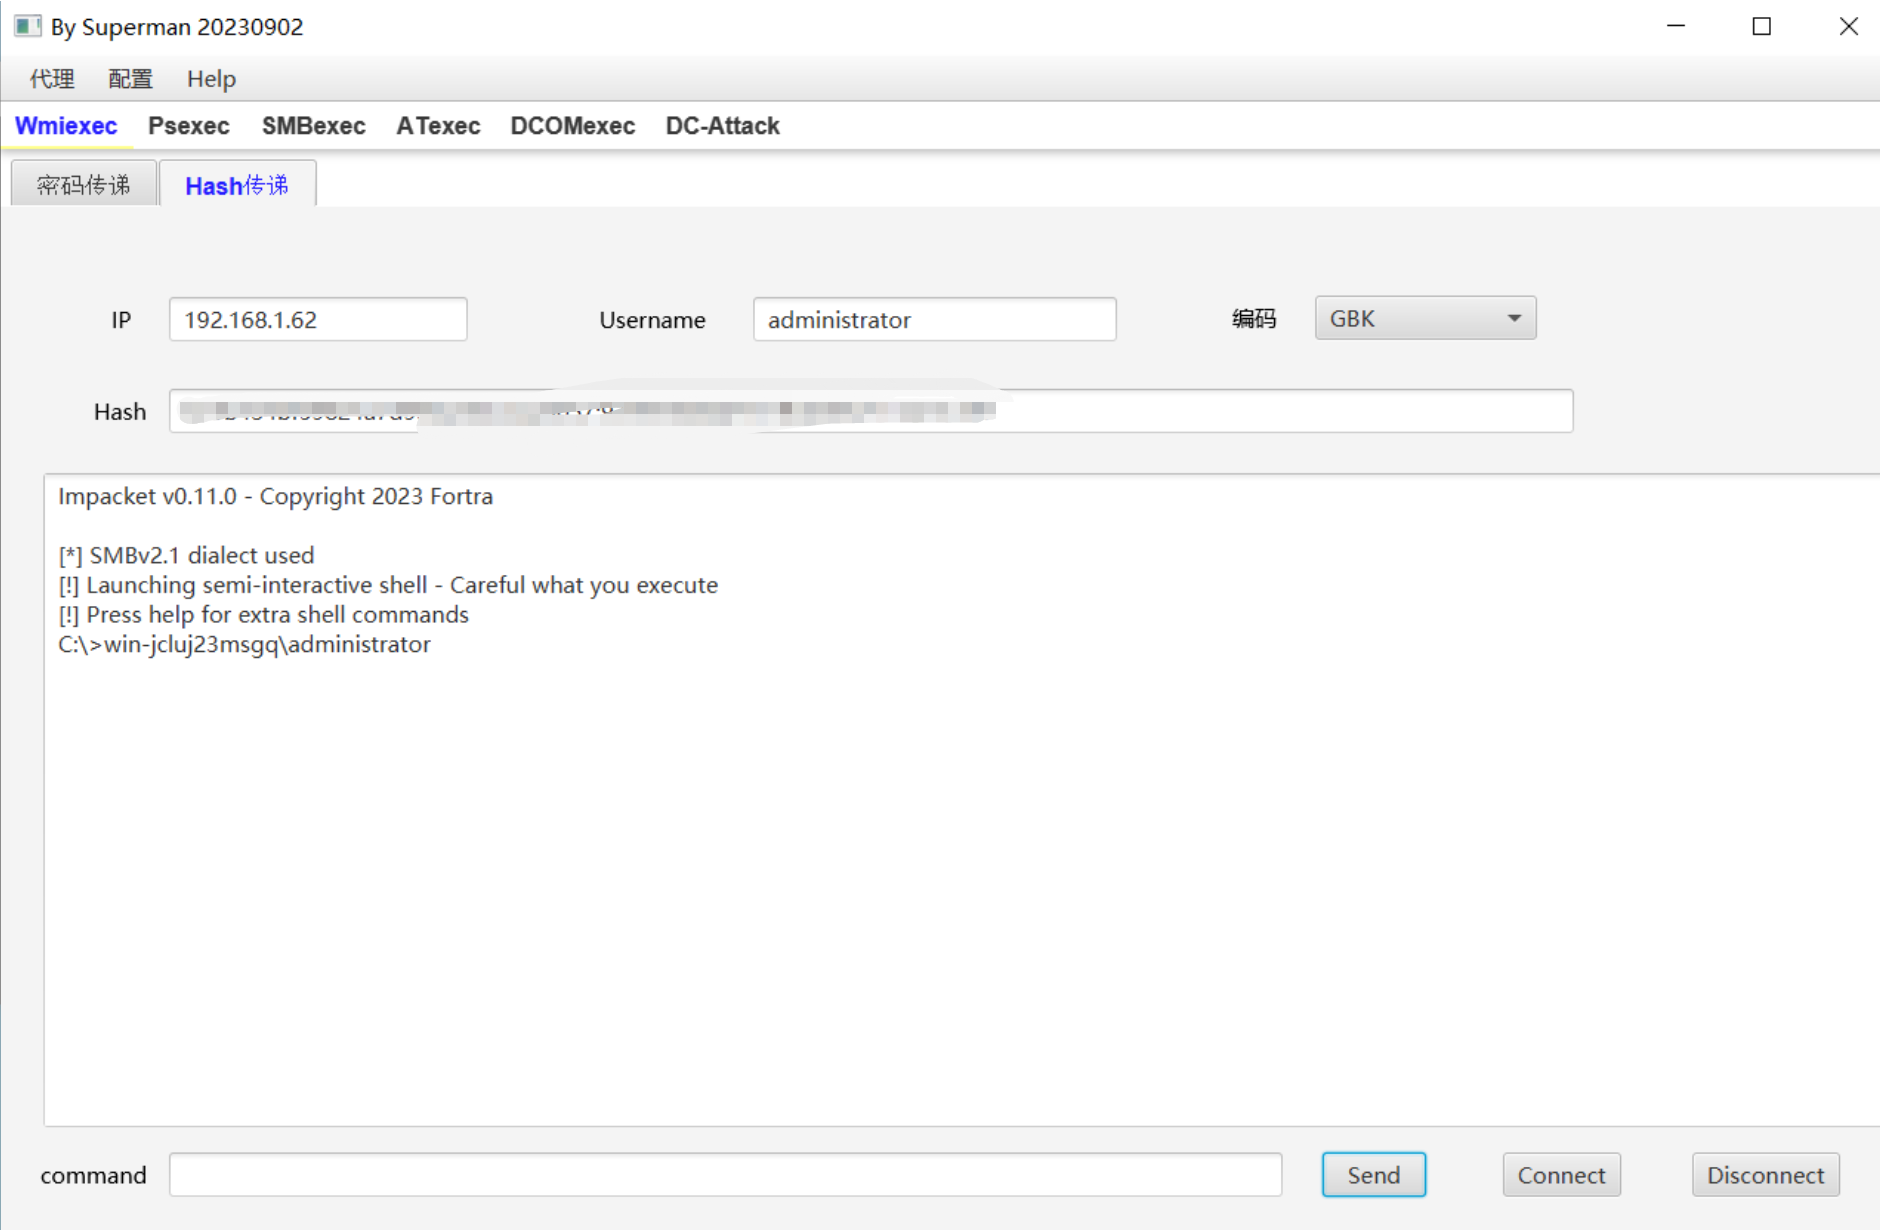 By Superman 20230902
代理 配置 Help
Wmiexec Psexec SMBexec ATexec DCOMexec DC-Attack
密码传递 Hash传递
IP 192.168.1.62 Username administrator 编码 GBK
Hash
Impacket v0.11.0 - Copyright 2023 Fortra
[*] SMBv2.1 dialect used
[!] Launching semi-interactive shell - Careful what you execute
[!] Press help for extra shell commands
C:\>win-jcluj23msgq\administrator
command Send Connect Disconnect